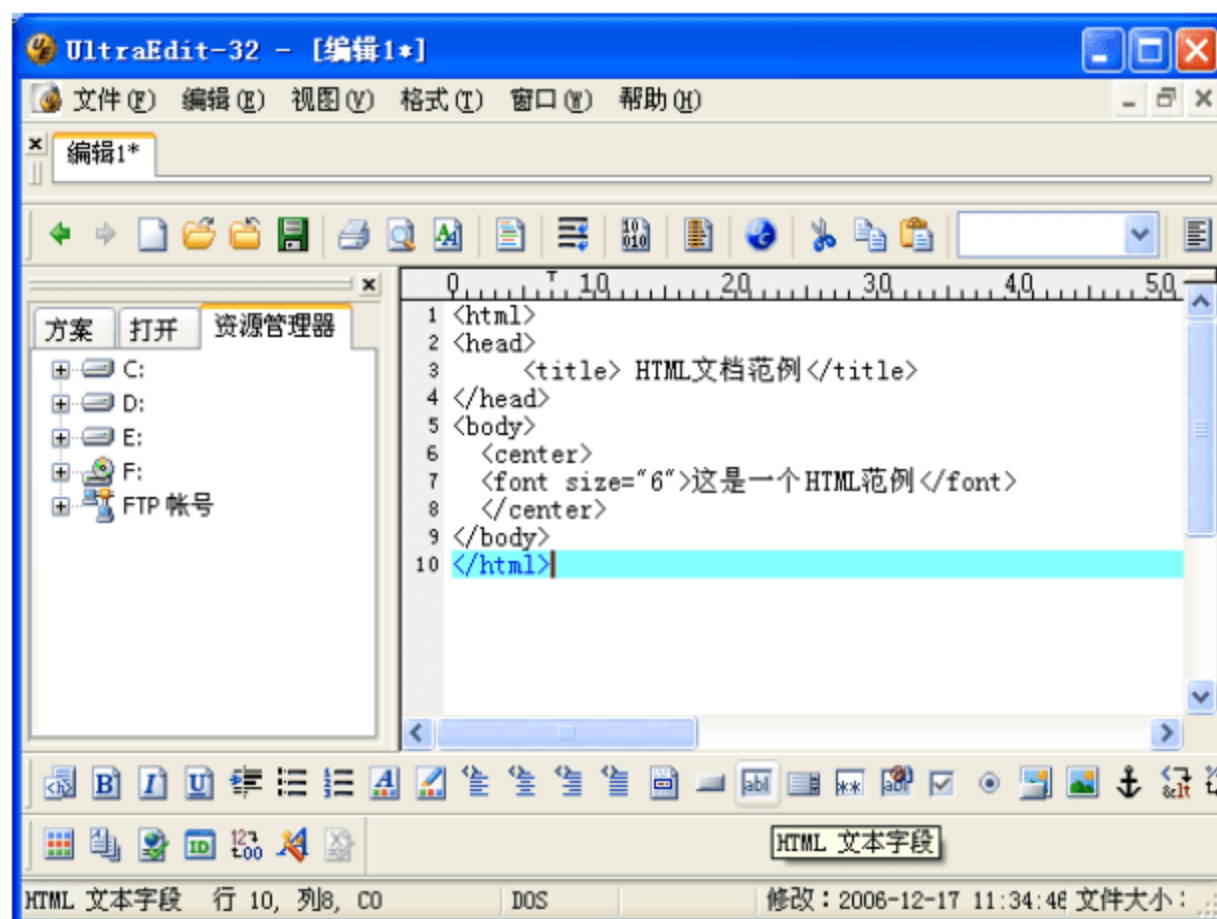 UltraEdit-32 - [编辑1*]
文件(F) 编辑(E) 视图(V) 格式(T) 窗口(W) 帮助(H)
编辑1*
方案 打开 资源管理器
C:
D:
E:
F:
FTP 帐号
0 10 20 30 40 50
1 <html>
2 <head>
3 <title> HTML文档范例</title>
4 </head>
5 <body>
6 <center>
7 <font size="6">这是一个HTML范例</font>
8 </center>
9 </body>
10 </html>
HTML 文本字段
HTML 文本字段 行 10, 列8, C0 DOS 修改:2006-12-17 11:34:46 文件大小: